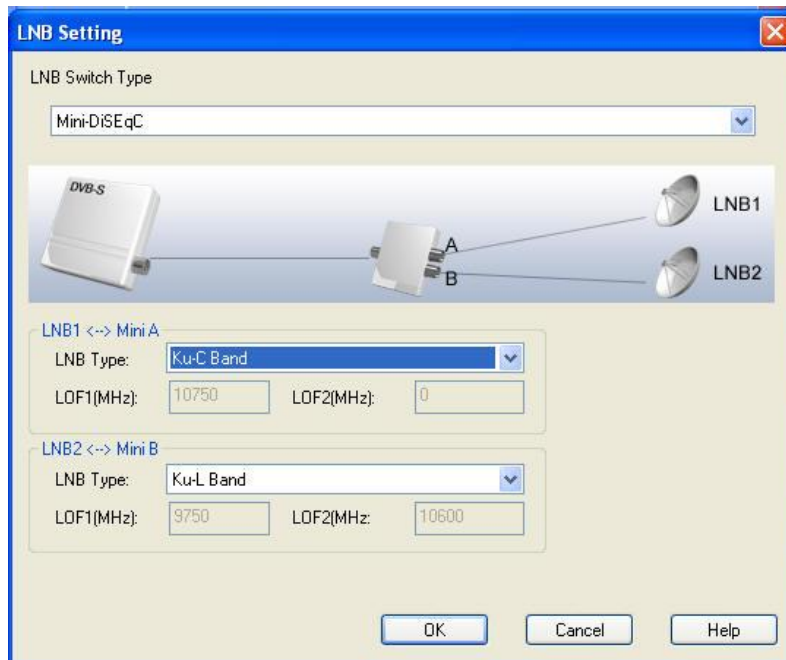 LNB Setting
LNB Switch Type
Mini-DiSEqC
DVB-S
LNB1
A
B
LNB2
LNB1 <--> Mini A
LNB Type: Ku-C Band
LOF1(MHz): 10750 LOF2(MHz): 0
LNB2 <--> Mini B
LNB Type: Ku-L Band
LOF1(MHz): 9750 LOF2(MHz: 10600
OK Cancel Help